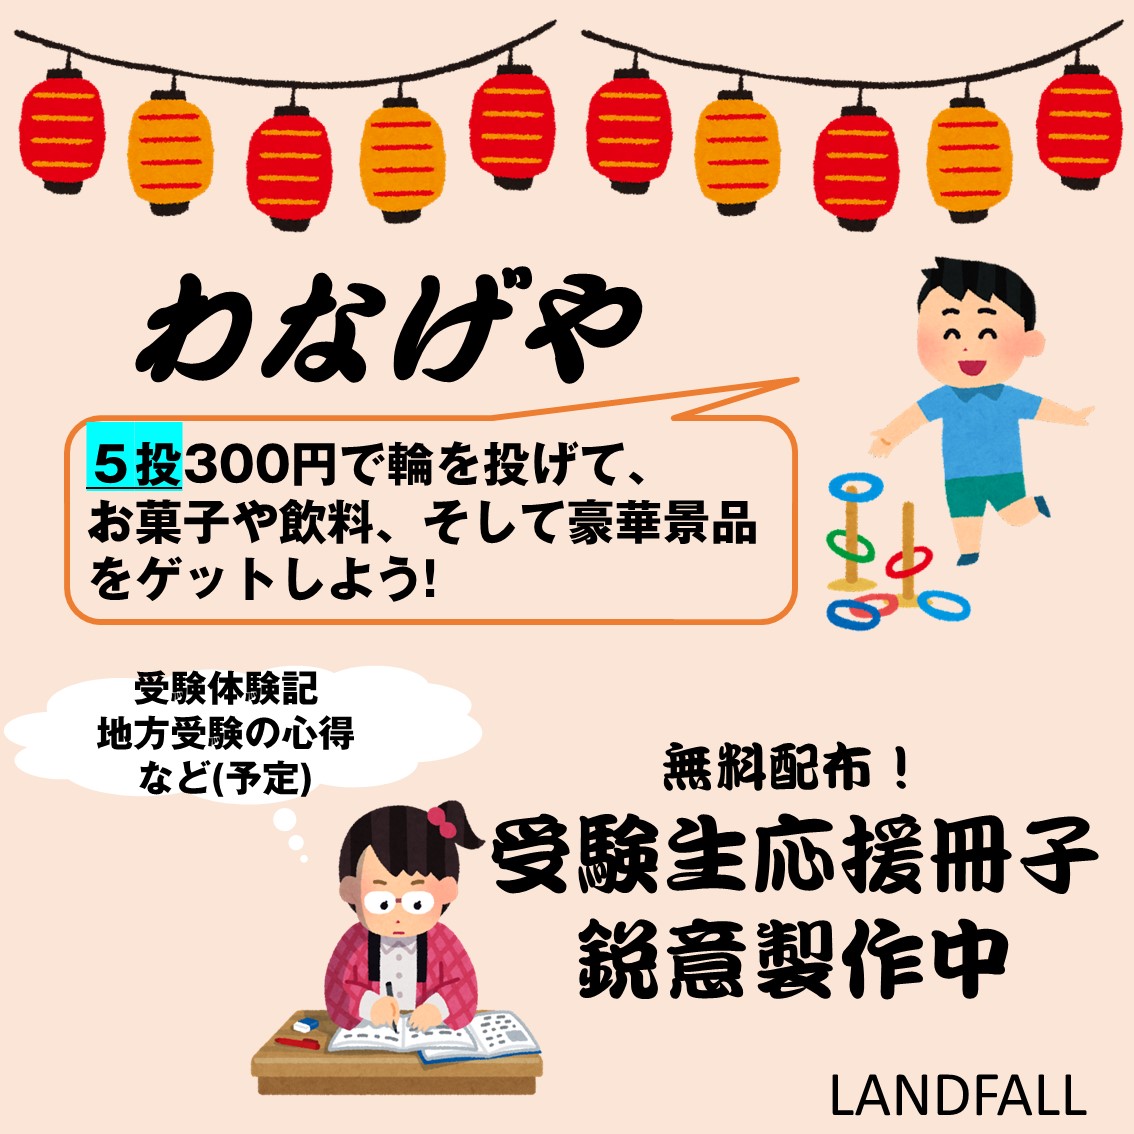 わなげや
５投300円で輪を投げて、
お菓子や飲料、そして豪華景品
をゲットしよう!
受験体験記
地方受験の心得
など(予定)
無料配布！
受験生応援冊子
鋭意製作中
LANDFALL